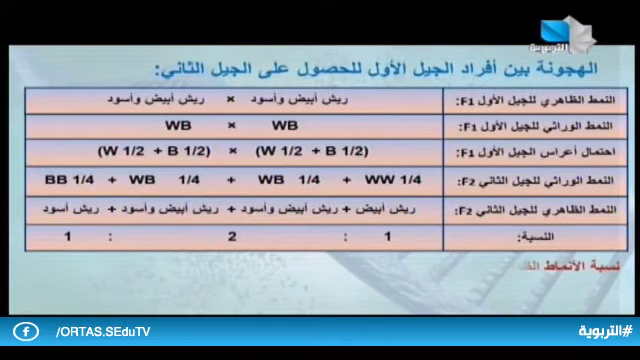 التربوية
الهجونة بين أفراد الجيل الأول للحصول على الجيل الثاني:
النمط الظاهري للجيل الأول F1: ريش أبيض وأسود × ريش أبيض وأسود
النمط الوراثي للجيل الأول F1: WB × WB
احتمال أعراس الجيل الأول F1: (W 1/2 + B 1/2) × (W 1/2 + B 1/2)
النمط الوراثي للجيل الثاني F2: WW 1/4 + WB 1/4 + WB 1/4 + BB 1/4
النمط الظاهري للجيل الثاني F2: ريش أبيض + ريش أبيض وأسود + ريش أبيض وأسود + ريش أسود
النسبة: 1 : 2 : 1
نسبة الأنماط
/ORTAS.SEduTV
#التربوية